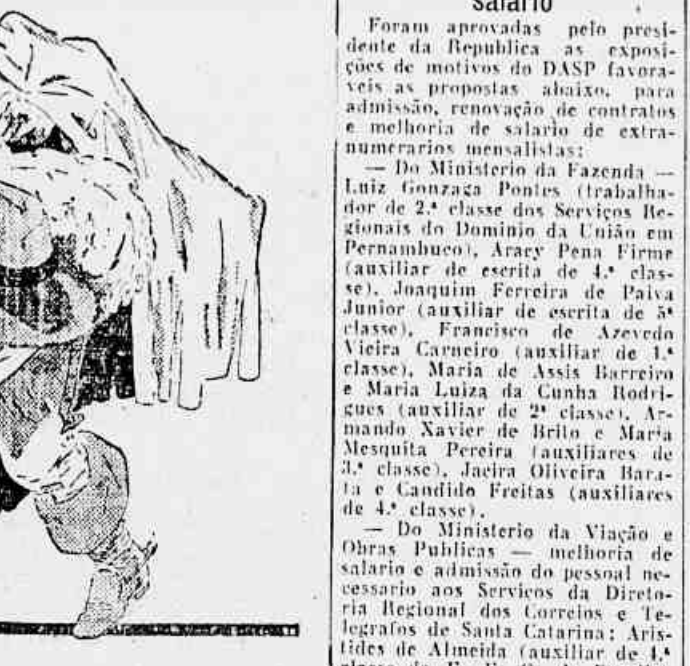 salario
Foram aprovadas pelo presi-
dente da Republica as exposi-
ções de motivos do DASP favora-
veis as propostas abaixo, para
admissão, renovação de contratos
e melhoria de salario de extra-
numerarios mensalistas:
— Do Ministerio da Fazenda —
Luiz Gonzaga Pontes (trabalha-
dor de 2.ª classe dos Serviços Re-
gionais do Dominio da União em
Pernambuco), Aracy Pena Firme
(auxiliar de escrita de 4.ª clas-
se), Joaquim Ferreira de Paiva
Junior (auxiliar de escrita de 5ª
classe), Francisco de Azevedo
Vieira Carneiro (auxiliar de 1.ª
classe), Maria de Assis Barreiro
e Maria Luiza da Cunha Rodri-
gues (auxiliar de 2ª classe), Ar-
mando Xavier de Brito e Maria
Mesquita Pereira (auxiliares de
3.ª classe), Jacira Oliveira Bara-
ta e Candido Freitas (auxiliares
de 4.ª classe).
— Do Ministerio da Viação e
Obras Publicas — melhoria de
salario e admissão do pessoal ne-
cessario aos Serviços da Direto-
ria Regional dos Correios e Te-
legrafos de Santa Catarina: Aris-
tides de Almeida (auxiliar de 4.ª